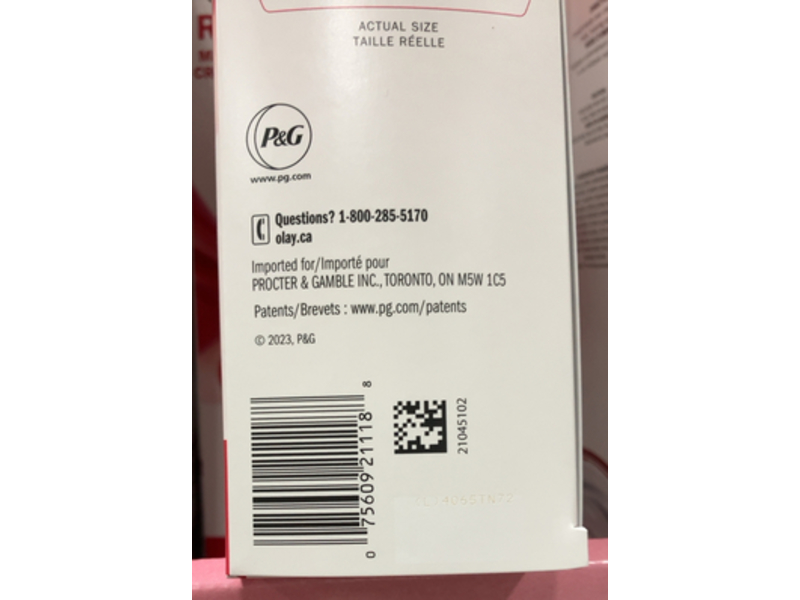 ACTUAL SIZE
TAILLE RÉELLE
P&G
www.pg.com
Questions? 1-800-285-5170
olay.ca
Imported for/Importé pour
PROCTER & GAMBLE INC., TORONTO, ON M5W 1C5
Patents/Brevets : www.pg.com/patents
© 2023, P&G
0 75609 21118 8
21045102